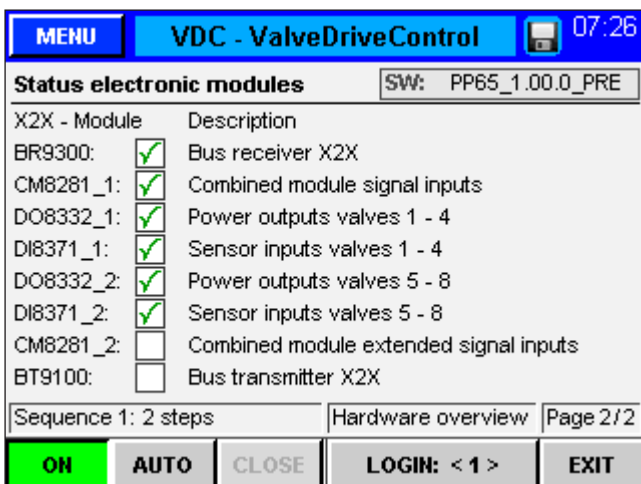 MENU VDC - ValveDriveControl 07:26
Status electronic modules SW: PP65_1.00.0_PRE
X2X - Module Description
BR9300: Bus receiver X2X
CM8281_1: Combined module signal inputs
DO8332_1: Power outputs valves 1 - 4
DI8371_1: Sensor inputs valves 1 - 4
DO8332_2: Power outputs valves 5 - 8
DI8371_2: Sensor inputs valves 5 - 8
CM8281_2: Combined module extended signal inputs
BT9100: Bus transmitter X2X
Sequence 1: 2 steps Hardware overview Page 2/2
ON AUTO CLOSE LOGIN: < 1 > EXIT